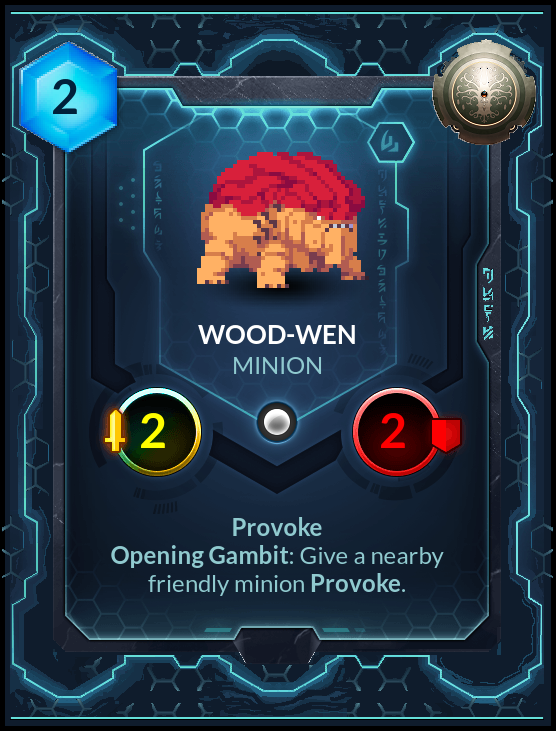 2
WOOD-WEN
MINION
2
2
Provoke
Opening Gambit: Give a nearby
friendly minion Provoke.